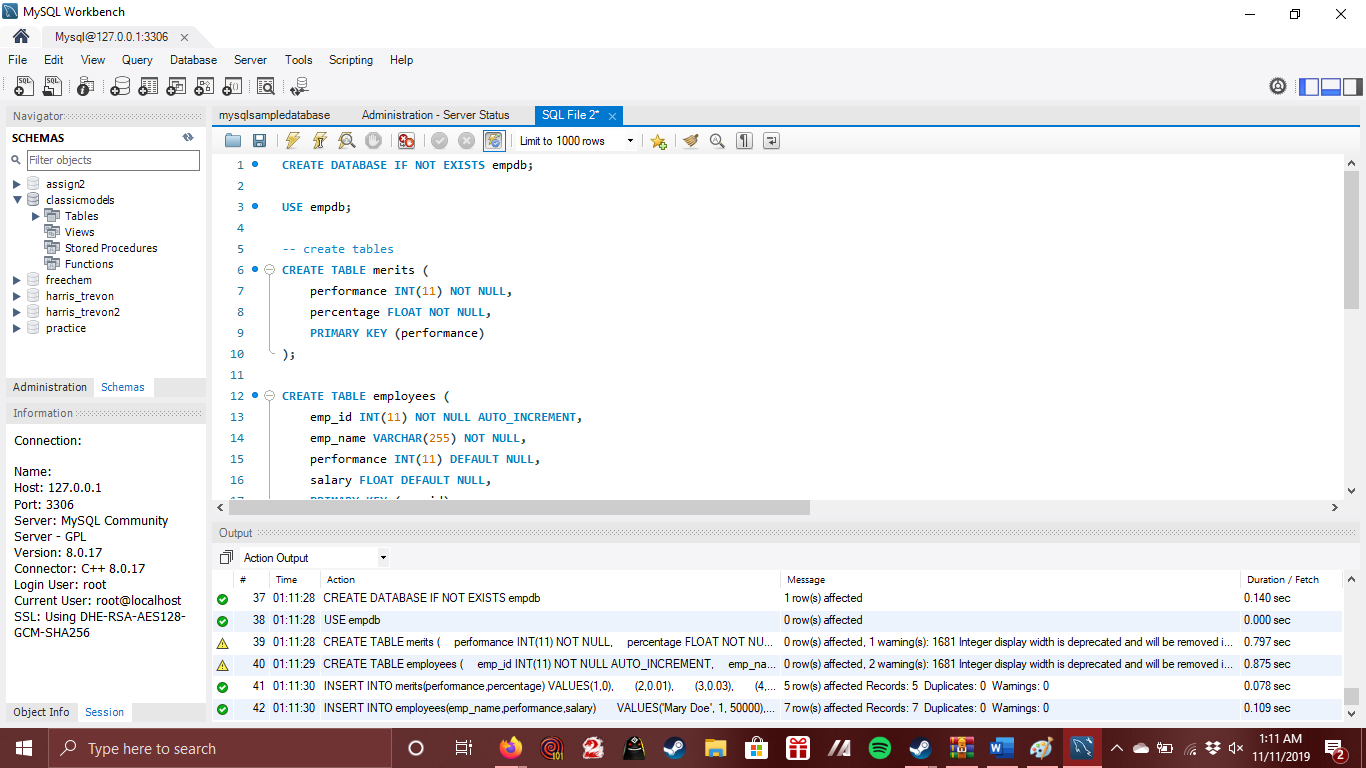 MySQL Workbench
Mysql@127.0.0.1:3306
File Edit View Query Database Server Tools Scripting Help
Navigator
SCHEMAS
Filter objects
assign2
classicmodels
Tables
Views
Stored Procedures
Functions
freechem
harris_trevon
harris_trevon2
practice
Administration Schemas
Information
Connection:
Name:
Host: 127.0.0.1
Port: 3306
Server: MySQL Community
Server - GPL
Version: 8.0.17
Connector: C++ 8.0.17
Login User: root
Current User: root@localhost
SSL: Using DHE-RSA-AES128-
GCM-SHA256
Object Info Session
mysqlsampledatabase Administration - Server Status SQL File 2*
Limit to 1000 rows
1 CREATE DATABASE IF NOT EXISTS empdb;
2
3 USE empdb;
4
5 -- create tables
6 CREATE TABLE merits (
7 performance INT(11) NOT NULL,
8 percentage FLOAT NOT NULL,
9 PRIMARY KEY (performance)
10 );
11
12 CREATE TABLE employees (
13 emp_id INT(11) NOT NULL AUTO_INCREMENT,
14 emp_name VARCHAR(255) NOT NULL,
15 performance INT(11) DEFAULT NULL,
16 salary FLOAT DEFAULT NULL,
Output
Action Output
# Time Action Message Duration / Fetch
37 01:11:28 CREATE DATABASE IF NOT EXISTS empdb 1 row(s) affected 0.140 sec
38 01:11:28 USE empdb 0 row(s) affected 0.000 sec
39 01:11:28 CREATE TABLE merits ( performance INT(11) NOT NULL, percentage FLOAT NOT NU... 0 row(s) affected, 1 warning(s): 1681 Integer display width is deprecated and will be removed i... 0.797 sec
40 01:11:29 CREATE TABLE employees ( emp_id INT(11) NOT NULL AUTO_INCREMENT, emp_na... 0 row(s) affected, 2 warning(s): 1681 Integer display width is deprecated and will be removed i... 0.875 sec
41 01:11:30 INSERT INTO merits(performance,percentage) VALUES(1,0), (2,0.01), (3,0.03), (4,... 5 row(s) affected Records: 5 Duplicates: 0 Warnings: 0 0.078 sec
42 01:11:30 INSERT INTO employees(emp_name,performance,salary) VALUES('Mary Doe', 1, 50000),... 7 row(s) affected Records: 7 Duplicates: 0 Warnings: 0 0.109 sec
Type here to search
1:11 AM
11/11/2019
2